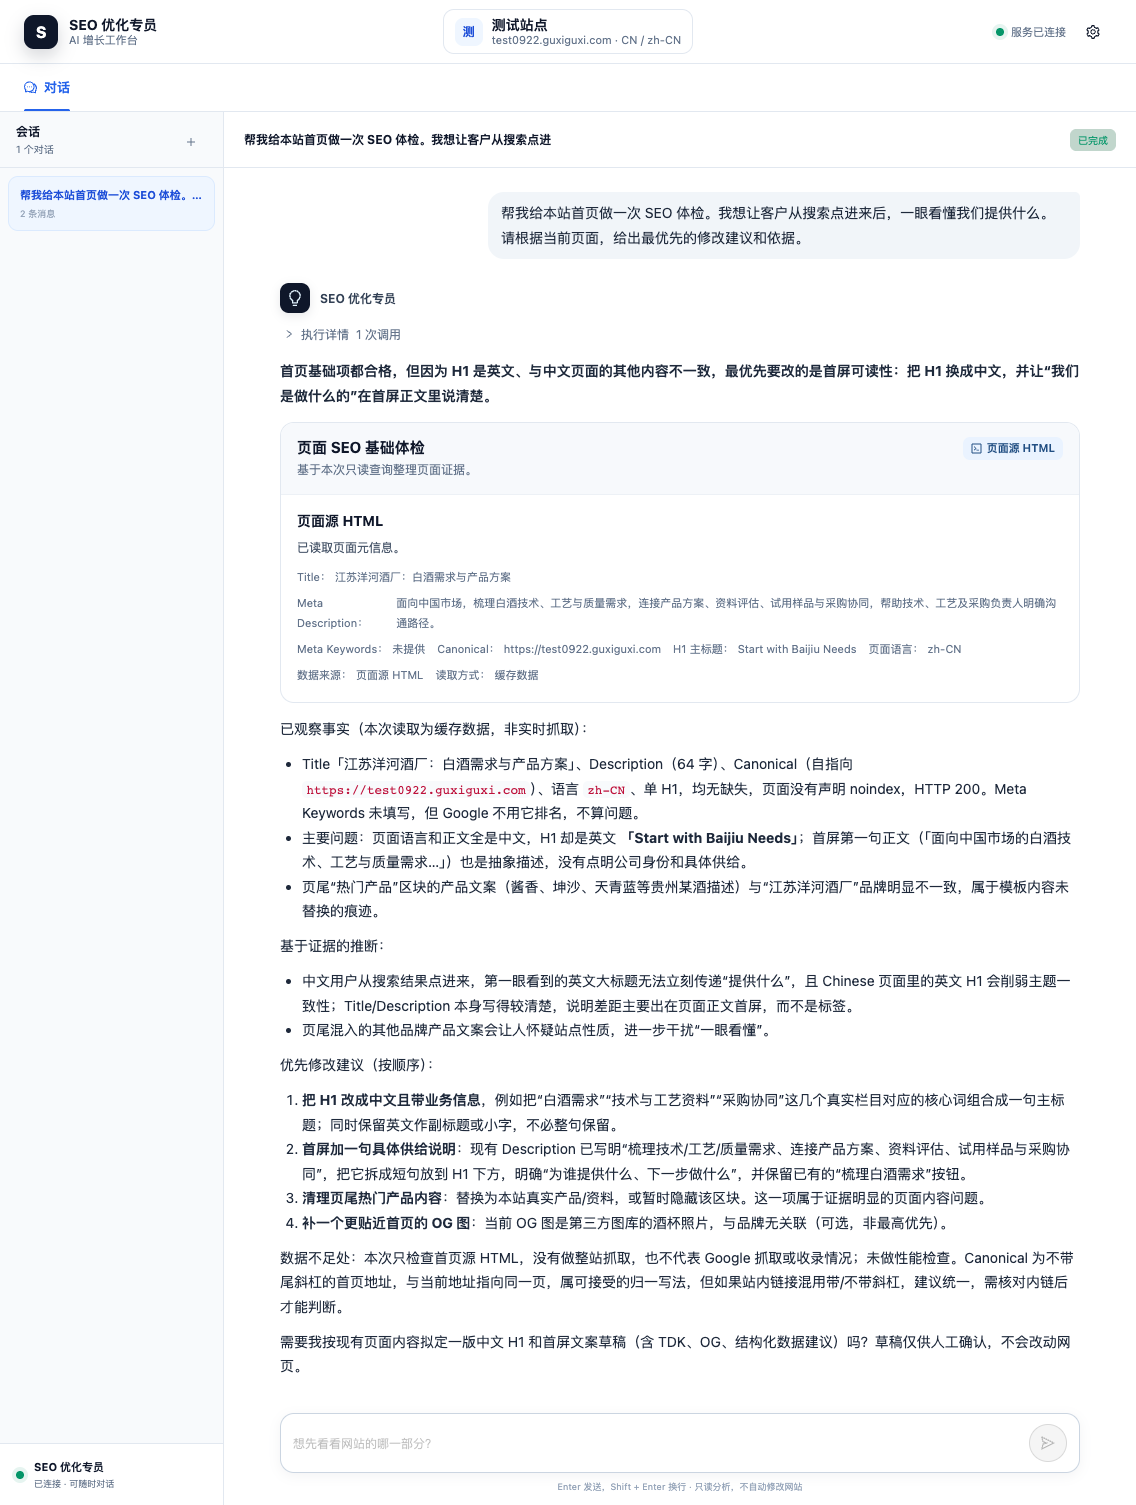 S
SEO 优化专员
AI 增长工作台
测
测试站点
test0922.guxiguxi.com · CN / zh-CN
服务已连接
对话
会话
1 个对话
+
帮我给本站首页做一次 SEO 体检。我想让客户从搜索点进
已完成
帮我给本站首页做一次 SEO 体检。...
2 条消息
帮我给本站首页做一次 SEO 体检。我想让客户从搜索点进来后，一眼看懂我们提供什么。
请根据当前页面，给出最优先的修改建议和依据。
SEO 优化专员
> 执行详情 1 次调用
首页基础项都合格，但因为 H1 是英文、与中文页面的其他内容不一致，最优先要改的是首屏可读性：把 H1 换成中文，并让“我们
是做什么的”在首屏正文里说清楚。
页面 SEO 基础体检
基于本次只读查询整理页面证据。
页面源 HTML
页面源 HTML
已读取页面元信息。
Title： 江苏洋河酒厂：白酒需求与产品方案
Meta Description： 面向中国市场，梳理白酒技术、工艺与质量需求，连接产品方案、资料评估、试用样品与采购协同，帮助技术、工艺及采购负责人明确沟
通路径。
Meta Keywords： 未提供 Canonical： https://test0922.guxiguxi.com H1 主标题： Start with Baijiu Needs 页面语言： zh-CN
数据来源： 页面源 HTML 读取方式： 缓存数据
已观察事实（本次读取为缓存数据，非实时抓取）：
• Title「江苏洋河酒厂：白酒需求与产品方案」、Description（64 字）、Canonical（自指向
https://test0922.guxiguxi.com ）、语言 zh-CN 、单 H1，均无缺失，页面没有声明 noindex，HTTP 200。Meta
Keywords 未填写，但 Google 不用它排名，不算问题。
• 主要问题：页面语言和正文全是中文，H1 却是英文 「Start with Baijiu Needs」；首屏第一句正文（「面向中国市场的白酒技
术、工艺与质量需求...」）也是抽象描述，没有点明公司身份和具体供给。
• 页尾“热门产品”区块的产品文案（酱香、坤沙、天青蓝等贵州某酒描述）与“江苏洋河酒厂”品牌明显不一致，属于模板内容未
替换的痕迹。
基于证据的推断：
• 中文用户从搜索结果点进来，第一眼看到的英文大标题无法立刻传递“提供什么”，且 Chinese 页面里的英文 H1 会削弱主题一
致性；Title/Description 本身写得较清楚，说明差距主要出在页面正文首屏，而不是标签。
• 页尾混入的其他品牌产品文案会让人怀疑站点性质，进一步干扰“一眼看懂”。
优先修改建议（按顺序）：
1. 把 H1 改成中文且带业务信息，例如把“白酒需求”“技术与工艺资料”“采购协同”这几个真实栏目对应的核心词组合成一句主标
题；同时保留英文作副标题或小字，不必整句保留。
2. 首屏加一句具体供给说明：现有 Description 已写明“梳理技术/工艺/质量需求、连接产品方案、资料评估、试用样品与采购协
同”，把它拆成短句放到 H1 下方，明确“为谁提供什么、下一步做什么”，并保留已有的“梳理白酒需求”按钮。
3. 清理页尾热门产品内容：替换为本站真实产品/资料，或暂时隐藏该区块。这一项属于证据明显的页面内容问题。
4. 补一个更贴近首页的 OG 图：当前 OG 图是第三方图库的酒杯照片，与品牌无关联（可选，非最高优先）。
数据不足处：本次只检查首页源 HTML，没有做整站抓取，也不代表 Google 抓取或收录情况；未做性能检查。Canonical 为不带
尾斜杠的首页地址，与当前地址指向同一页，属可接受的归一写法，但如果站内链接混用带/不带斜杠，建议统一，需核对内链后
才能判断。
需要我按现有页面内容拟定一版中文 H1 和首屏文案草稿（含 TDK、OG、结构化数据建议）吗？草稿仅供人工确认，不会改动网
页。
想先看看网站的哪一部分?
Enter 发送，Shift + Enter 换行 · 只读分析，不自动修改网站
SEO 优化专员
已连接 · 可随时对话